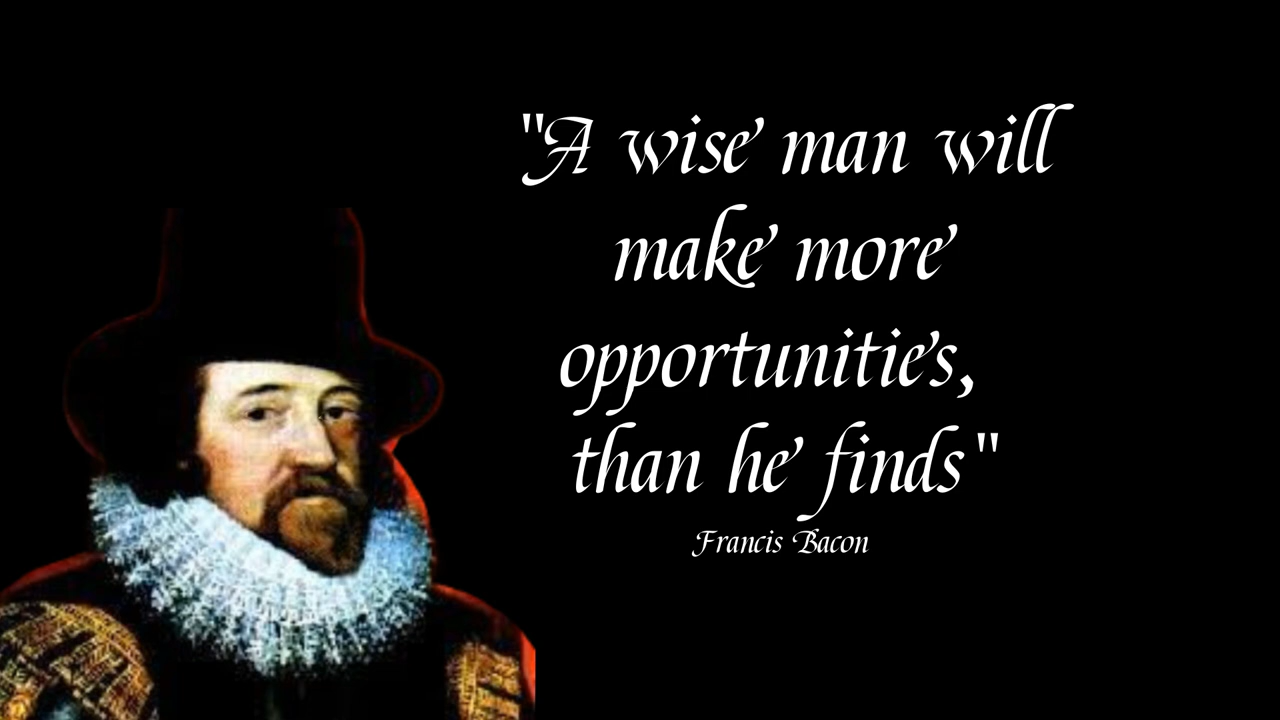 "A wise man will
make more
opportunities,
than he finds"
Francis Bacon